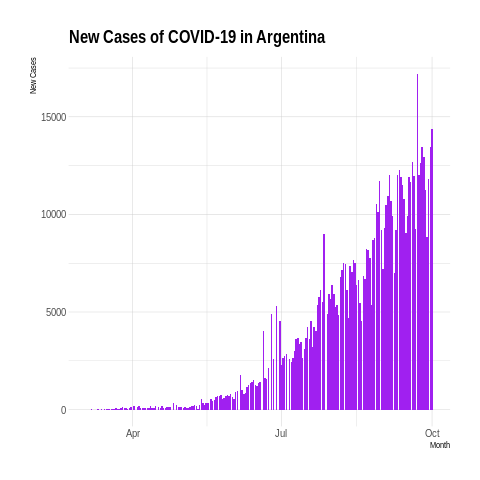 New Cases of COVID-19 in Argentina
New Cases
15000
10000
5000
0
Apr Jul Oct
Month